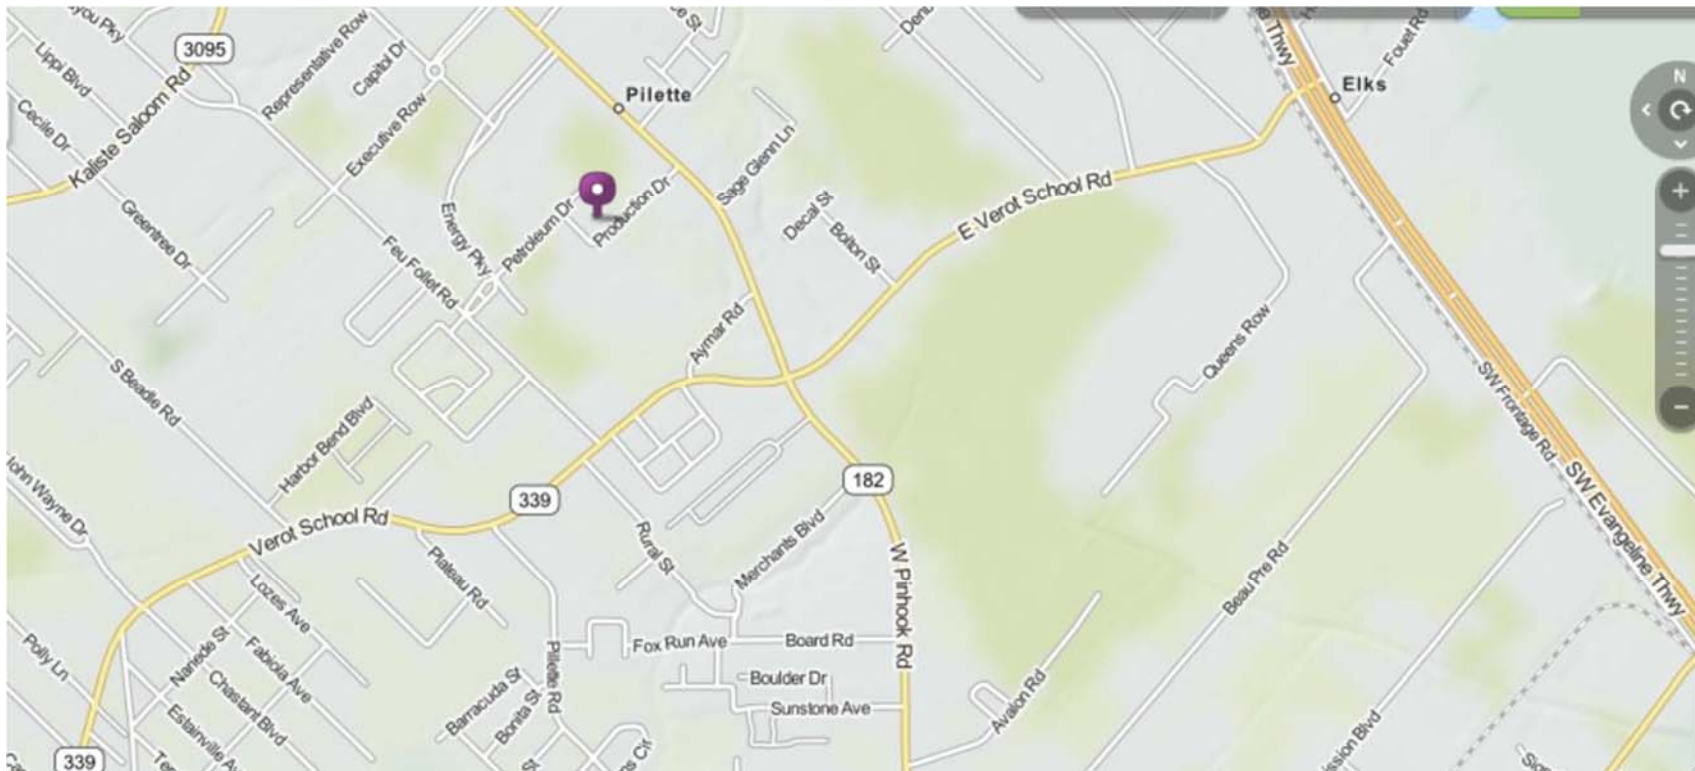 3095
Lippi Blvd
Representative Row
Capitol Dr
Kaliste Saloom Rd
Cecile Dr
Executive Row
Pilette
Elks
Fouet Rd
N
Greentree Dr
Energy Pky
Petroleum Dr
Production Dr
Sage Glenn Ln
Decal St
Bolton St
E Verot School Rd
Feu Follet Rd
Aymar Rd
Queens Row
S Beadle Rd
Harbor Bend Blvd
SW Frontage Rd
SW Evangeline Thwy
John Wayne Dr
Verot School Rd
339
182
Rural St
Merchants Blvd
W Pinhook Rd
Plateau Rd
Lozes Ave
Beau Pre Rd
Polly Ln
Nanede St
Fabiola Ave
Pillette Rd
Fox Run Ave
Board Rd
Chastant Blvd
Boulder Dr
Barracuda St
Bonita St
Sunstone Ave
Avalon Rd
Estainville Av
339
ission Blvd